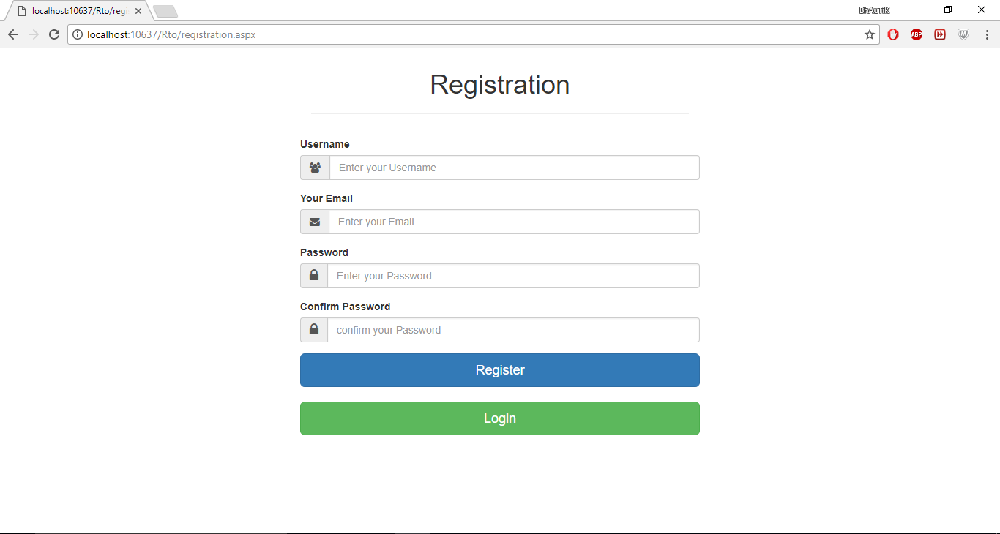 localhost:10637/Rto/regi
BhAuTiK
localhost:10637/Rto/registration.aspx
ABP
Registration
Username
Enter your Username
Your Email
Enter your Email
Password
Enter your Password
Confirm Password
confirm your Password
Register
Login